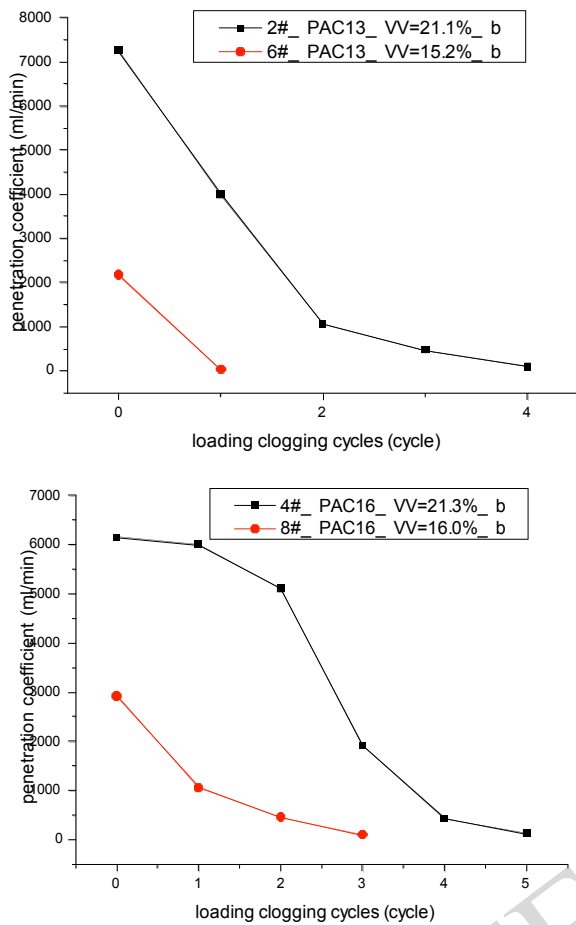 8000
7000
6000
5000
4000
3000
2000
1000
0
penetration coefficient (ml/min)
2#_ PAC13_ VV=21.1%_ b
6#_ PAC13_ VV=15.2%_ b
0 2 4
loading clogging cycles (cycle)
7000
6000
5000
4000
3000
2000
1000
0
penetration coefficient (ml/min)
4#_ PAC16_ VV=21.3%_ b
8#_ PAC16_ VV=16.0%_ b
0 1 2 3 4 5
loading clogging cycles (cycle)